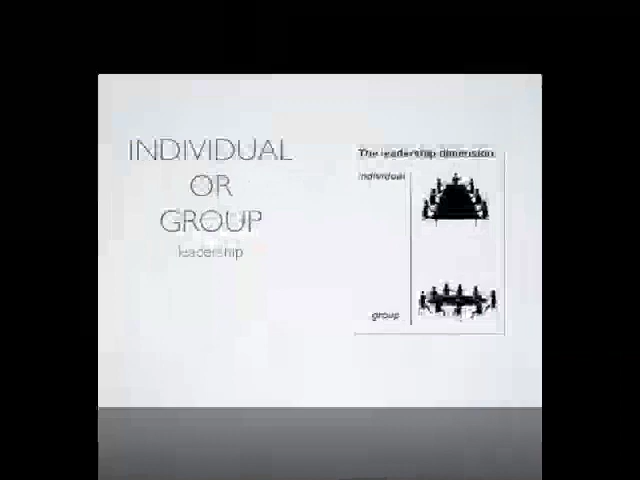 INDIVIDUAL
OR
GROUP
leadership
The leadership dimension
individual
group